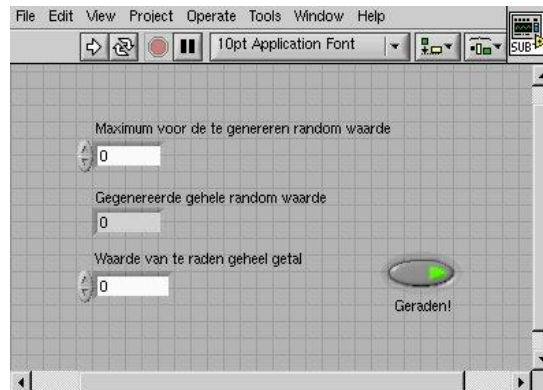 File Edit View Project Operate Tools Window Help
10pt Application Font
SUB
Maximum voor de te genereren random waarde
0
Gegenereerde gehele random waarde
0
Waarde van te raden geheel getal
0
Geraden!